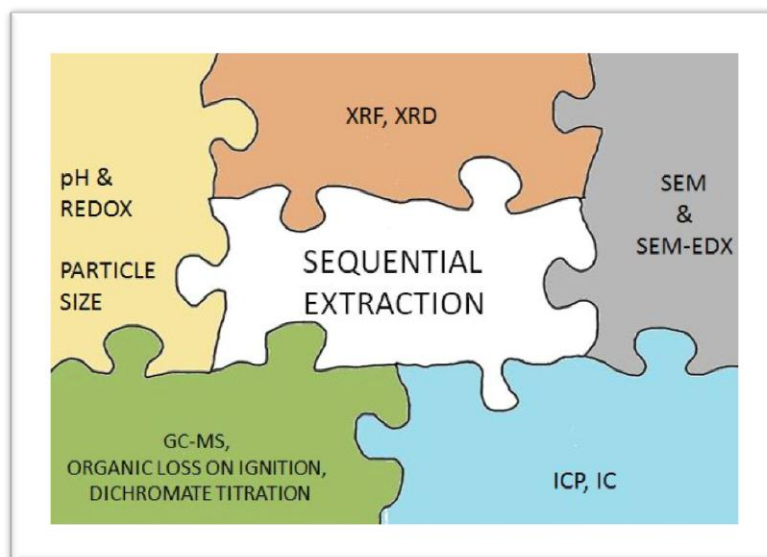 XRF, XRD
pH &
REDOX
PARTICLE
SIZE
SEM
&
SEM-EDX
SEQUENTIAL
EXTRACTION
GC-MS,
ORGANIC LOSS ON IGNITION,
DICHROMATE TITRATION
ICP, IC